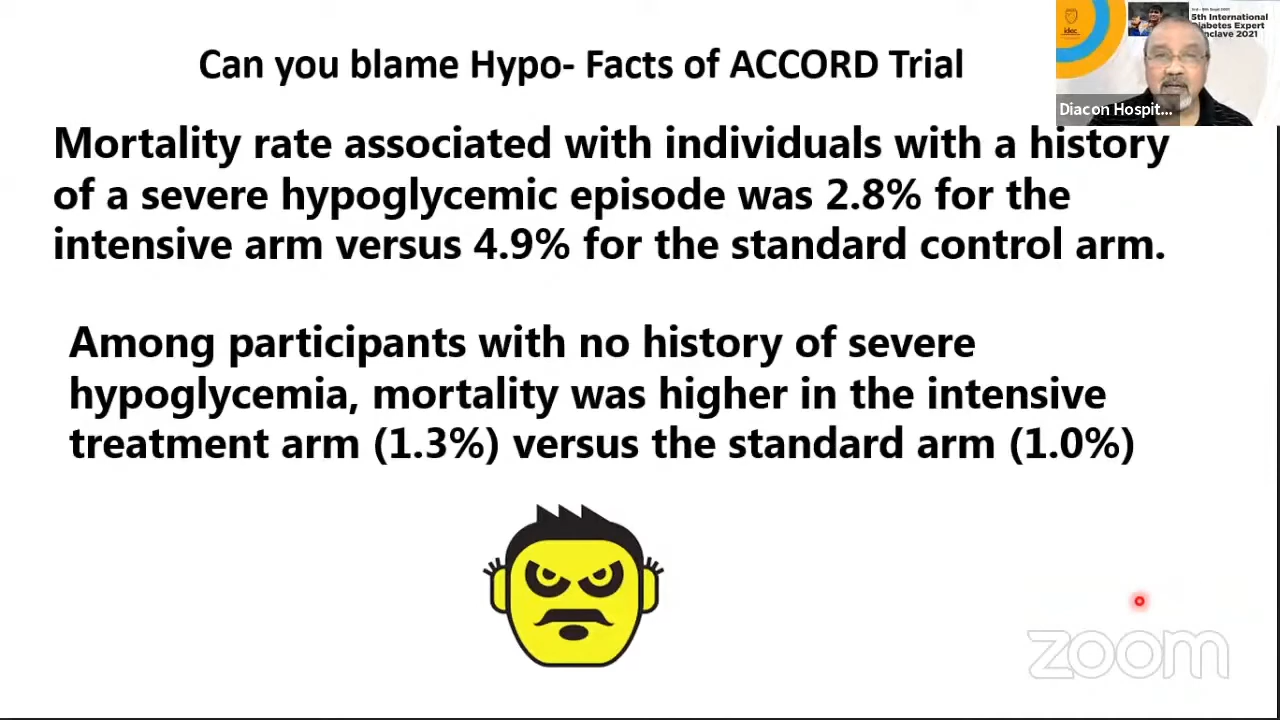 Can you blame Hypo- Facts of ACCORD Trial
Mortality rate associated with individuals with a history
of a severe hypoglycemic episode was 2.8% for the
intensive arm versus 4.9% for the standard control arm.
Among participants with no history of severe
hypoglycemia, mortality was higher in the intensive
treatment arm (1.3%) versus the standard arm (1.0%)
5th International
Diabetes Expert
nclave 2021
Diacon Hospit...
zoom